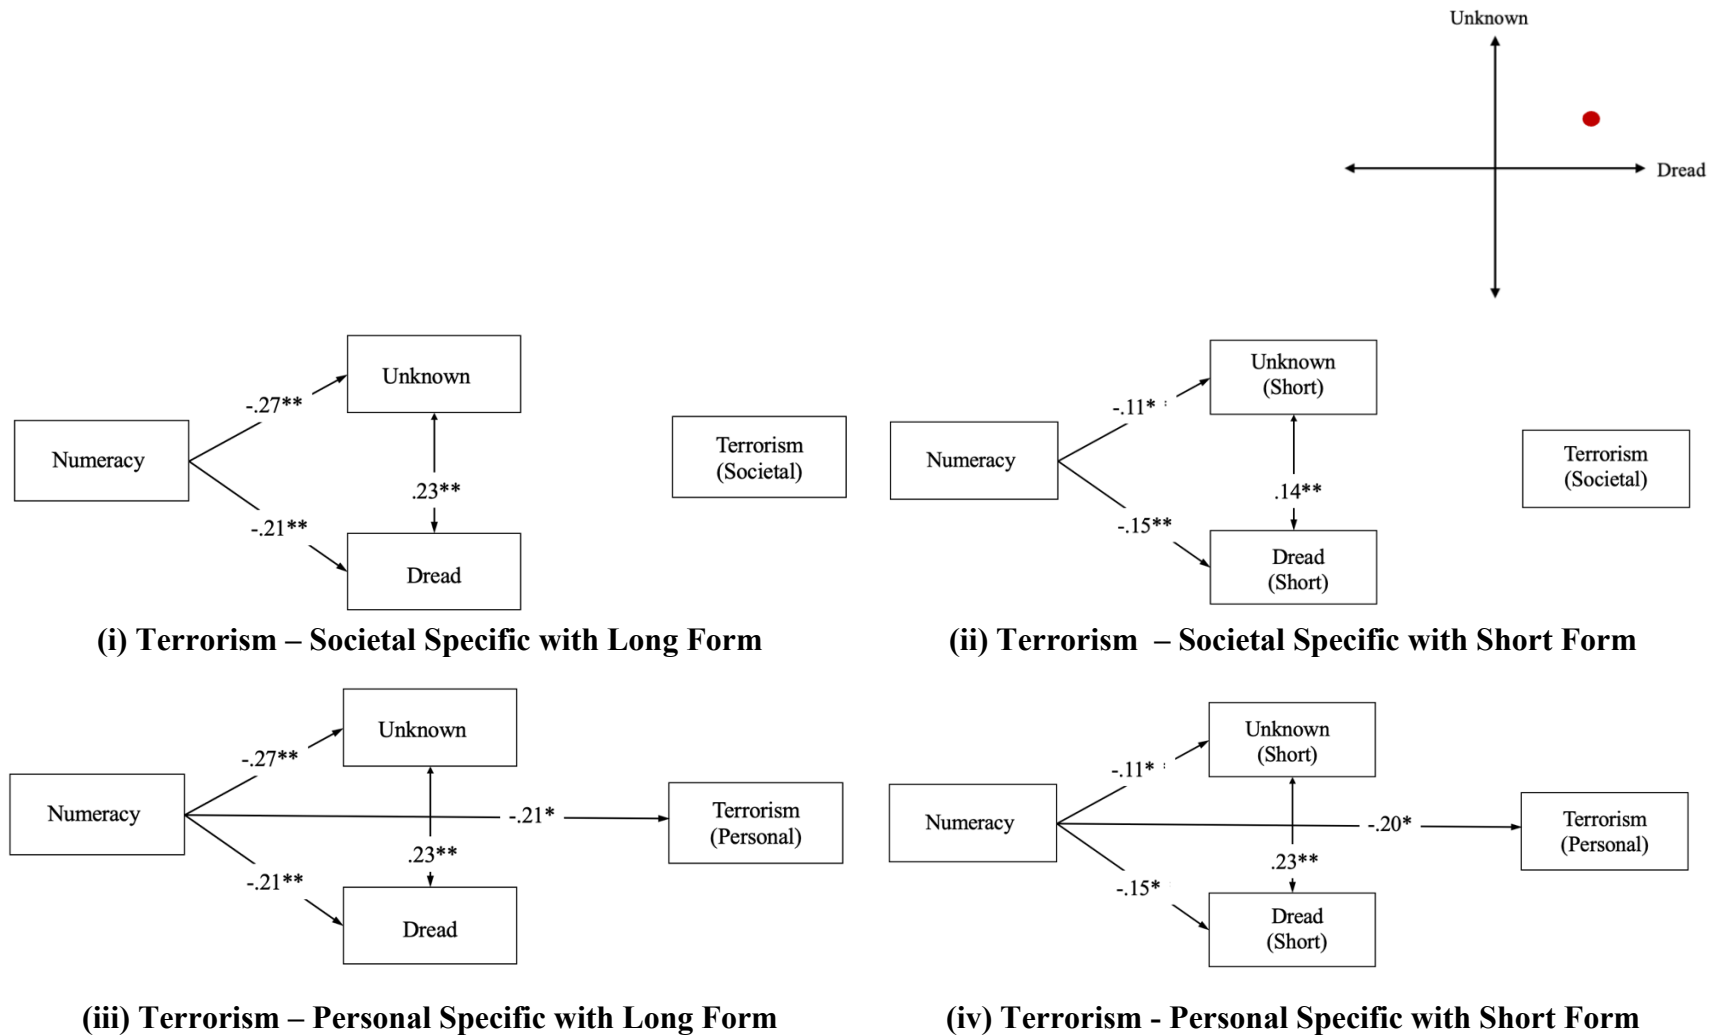 Unknown
Dread
Unknown
-.27**
Numeracy
Terrorism
(Societal)
.23**
-.21**
Dread
(i) Terrorism – Societal Specific with Long Form
Unknown
(Short)
-.11*
Numeracy
Terrorism
(Societal)
.14**
-.15**
Dread
(Short)
(ii) Terrorism – Societal Specific with Short Form
Unknown
-.27**
Numeracy
-.21*
Terrorism
(Personal)
.23**
-.21**
Dread
(iii) Terrorism – Personal Specific with Long Form
Unknown
(Short)
-.11*
Numeracy
-.20*
Terrorism
(Personal)
.23**
-.15*
Dread
(Short)
(iv) Terrorism - Personal Specific with Short Form